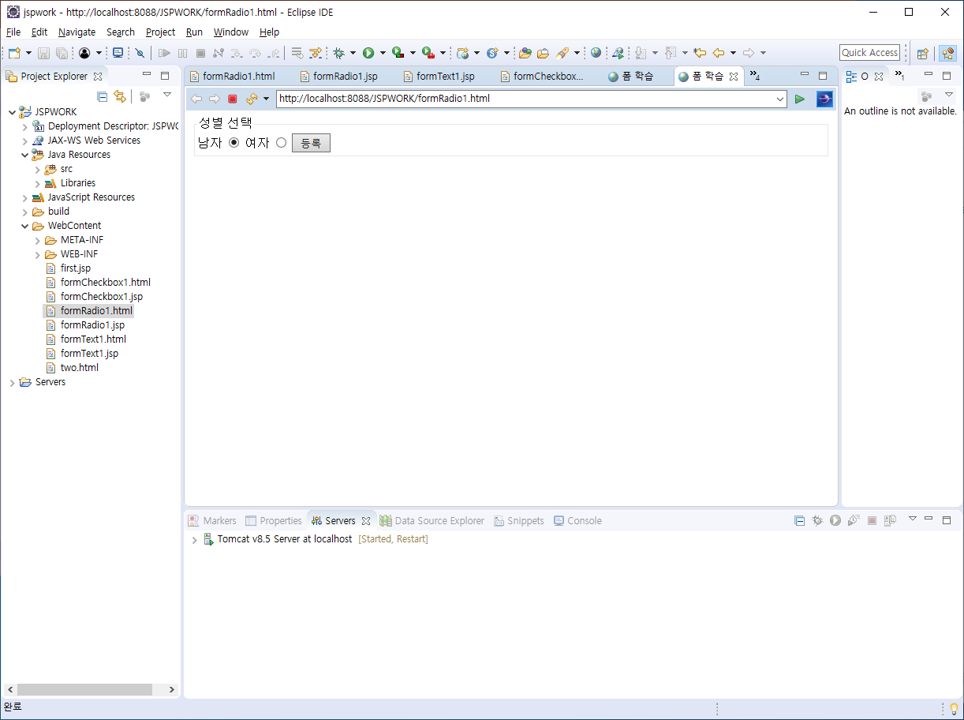 jspwork - http://localhost:8088/JSPWORK/formRadio1.html - Eclipse IDE
File Edit Navigate Search Project Run Window Help
Quick Access
Project Explorer
formRadio1.html formRadio1.jsp formText1.jsp formCheckbox... 폼 학습 폼 학습 »4
O »1
http://localhost:8088/JSPWORK/formRadio1.html
An outline is not available.
JSPWORK
Deployment Descriptor: JSPWO
JAX-WS Web Services
Java Resources
src
Libraries
JavaScript Resources
build
WebContent
META-INF
WEB-INF
first.jsp
formCheckbox1.html
formCheckbox1.jsp
formRadio1.html
formRadio1.jsp
formText1.html
formText1.jsp
two.html
Servers
성별 선택
남자 여자 등록
Markers Properties Servers Data Source Explorer Snippets Console
Tomcat v8.5 Server at localhost [Started, Restart]
완료